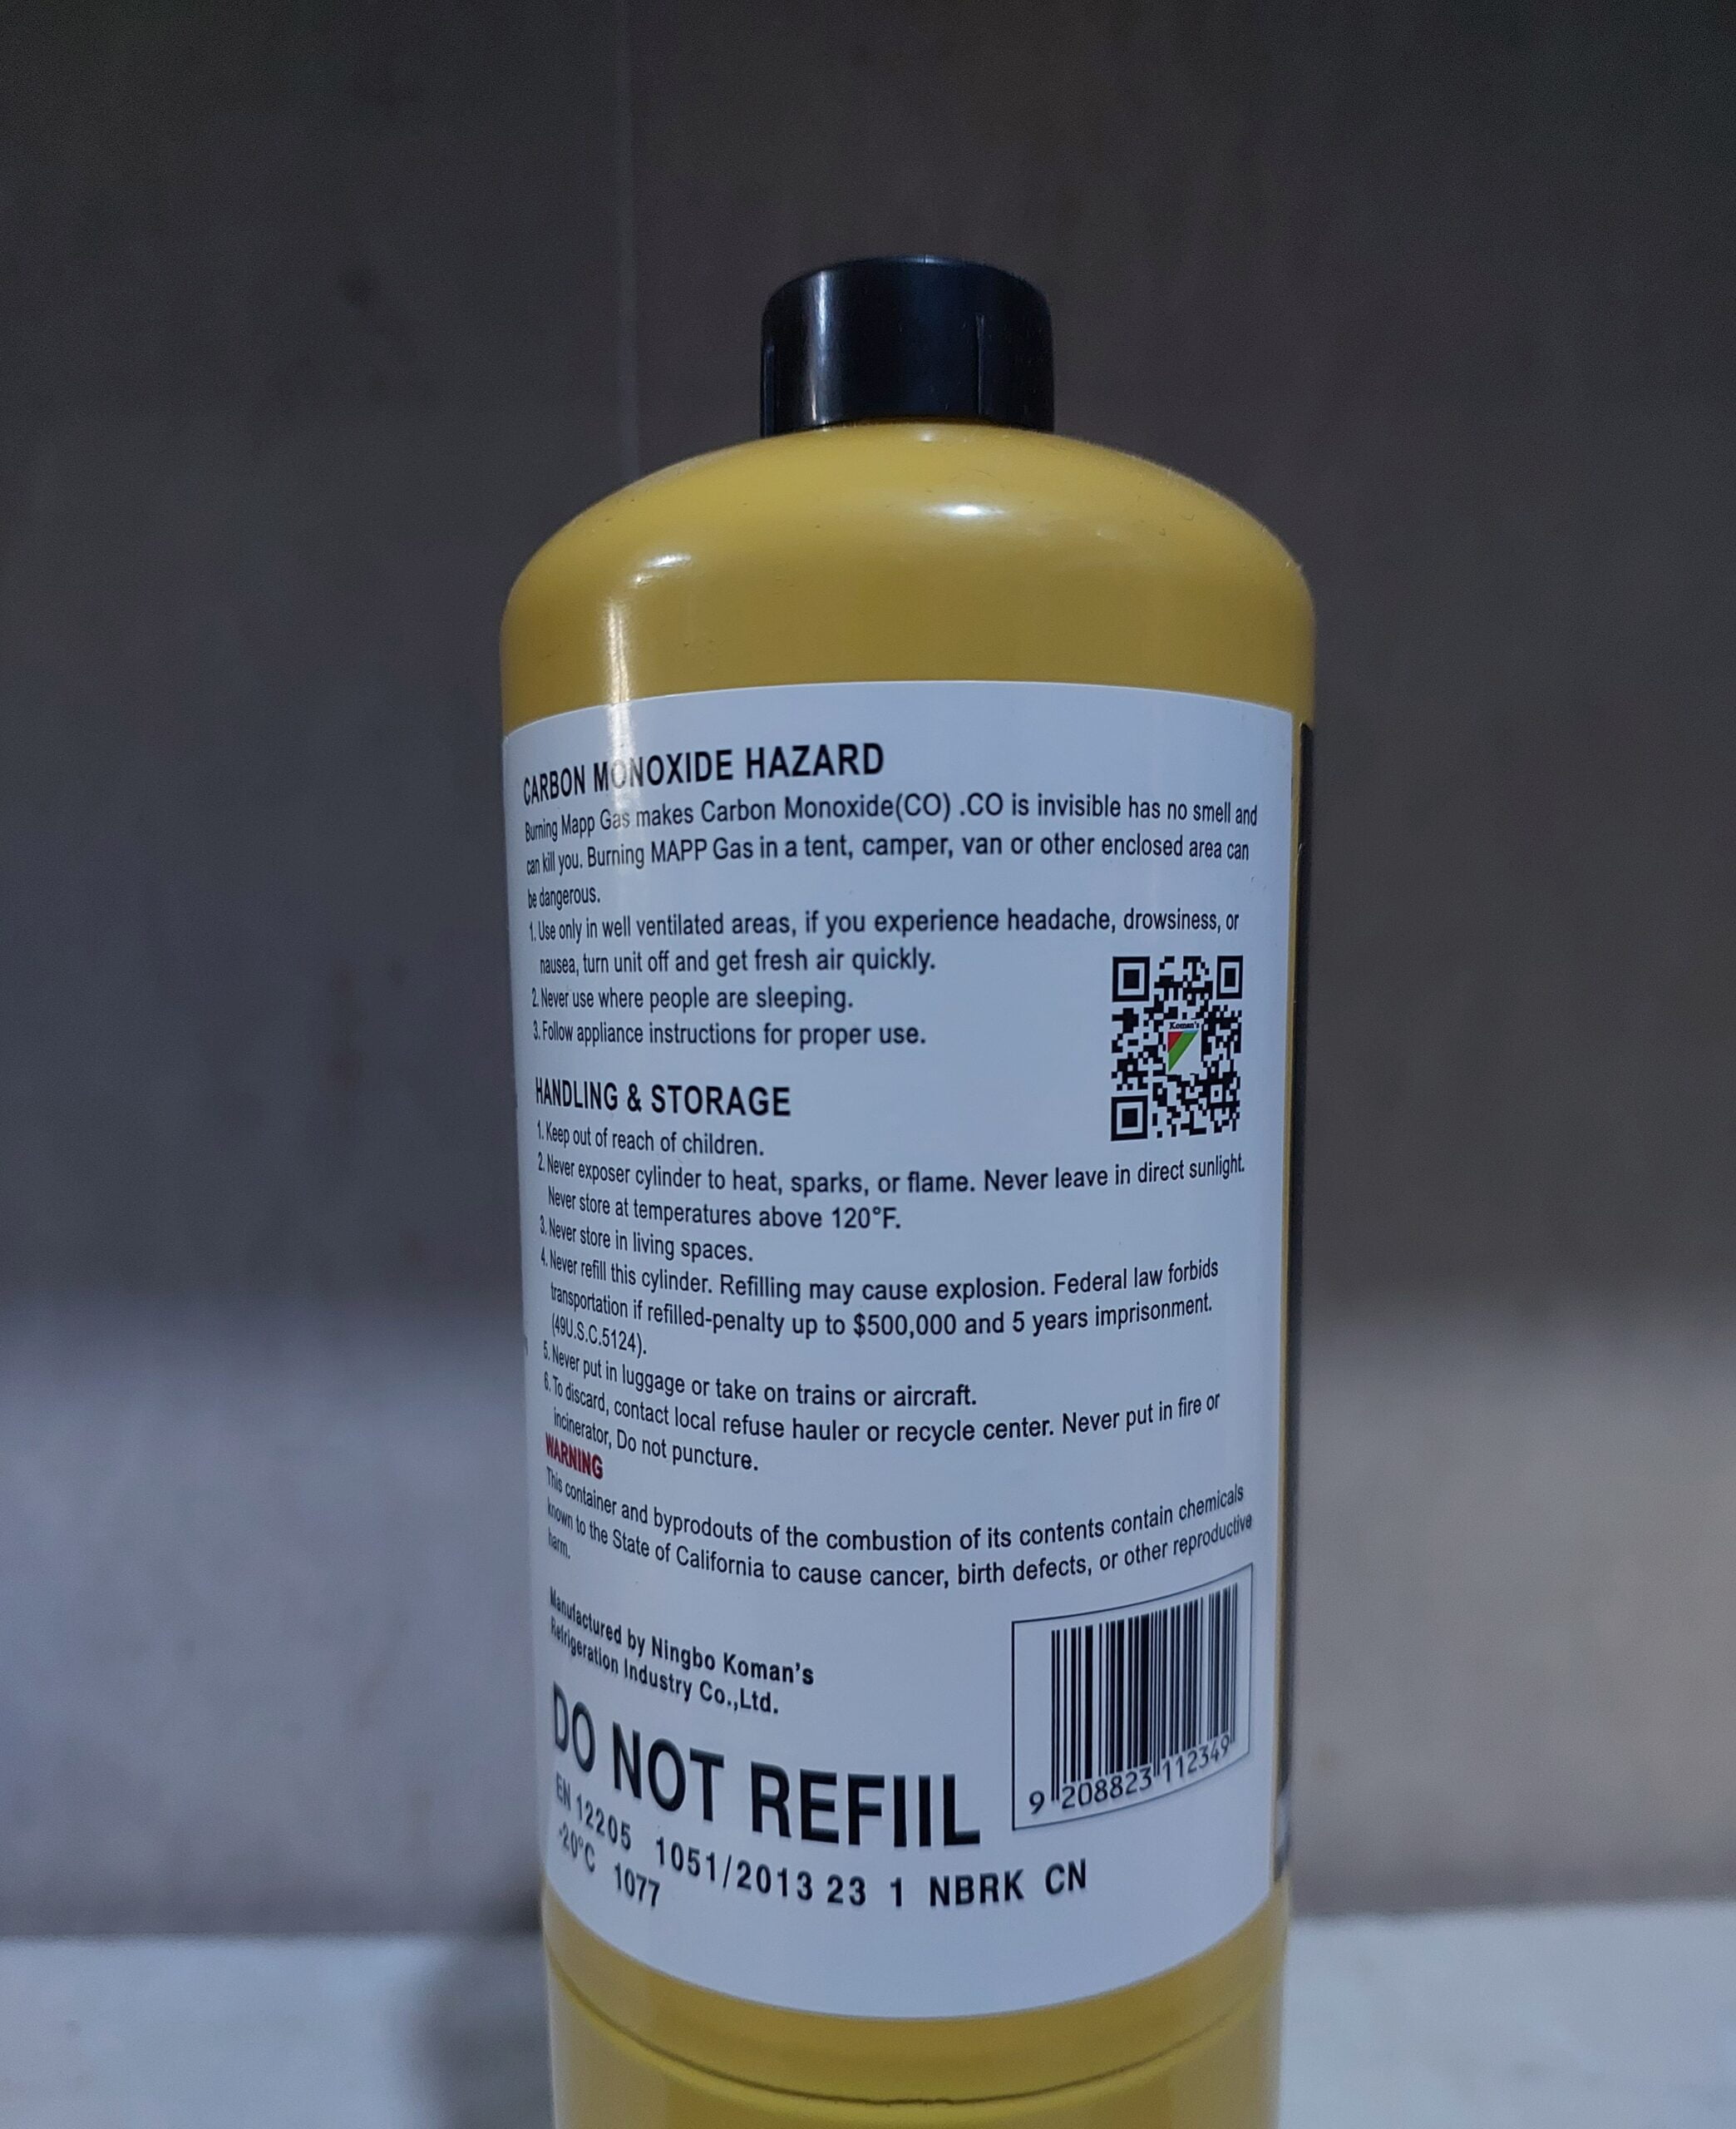 CARBON MONOXIDE HAZARD
Burning Mapp Gas makes Carbon Monoxide(CO) .CO is invisible has no smell and
can kill you. Burning MAPP Gas in a tent, camper, van or other enclosed area can
be dangerous.
1. Use only in well ventilated areas, if you experience headache, drowsiness, or
nausea, turn unit off and get fresh air quickly.
2. Never use where people are sleeping.
3. Follow appliance instructions for proper use.
Koman's
HANDLING & STORAGE
1. Keep out of reach of children.
2. Never exposer cylinder to heat, sparks, or flame. Never leave in direct sunlight.
Never store at temperatures above 120°F.
3. Never store in living spaces.
4. Never refill this cylinder. Refilling may cause explosion. Federal law forbids
transportation if refilled-penalty up to $500,000 and 5 years imprisonment.
(49U.S.C.5124).
5. Never put in luggage or take on trains or aircraft.
6. To discard, contact local refuse hauler or recycle center. Never put in fire or
incinerator, Do not puncture.
WARNING
This container and byprodouts of the combustion of its contents contain chemicals
known to the State of California to cause cancer, birth defects, or other reproductive
harm.
Manufactured by Ningbo Koman's
Refrigeration Industry Co.,Ltd.
DO NOT REFIIL
9 208823 112349
EN 12205 1051/2013 23 1 NBRK CN
-20°C 1077